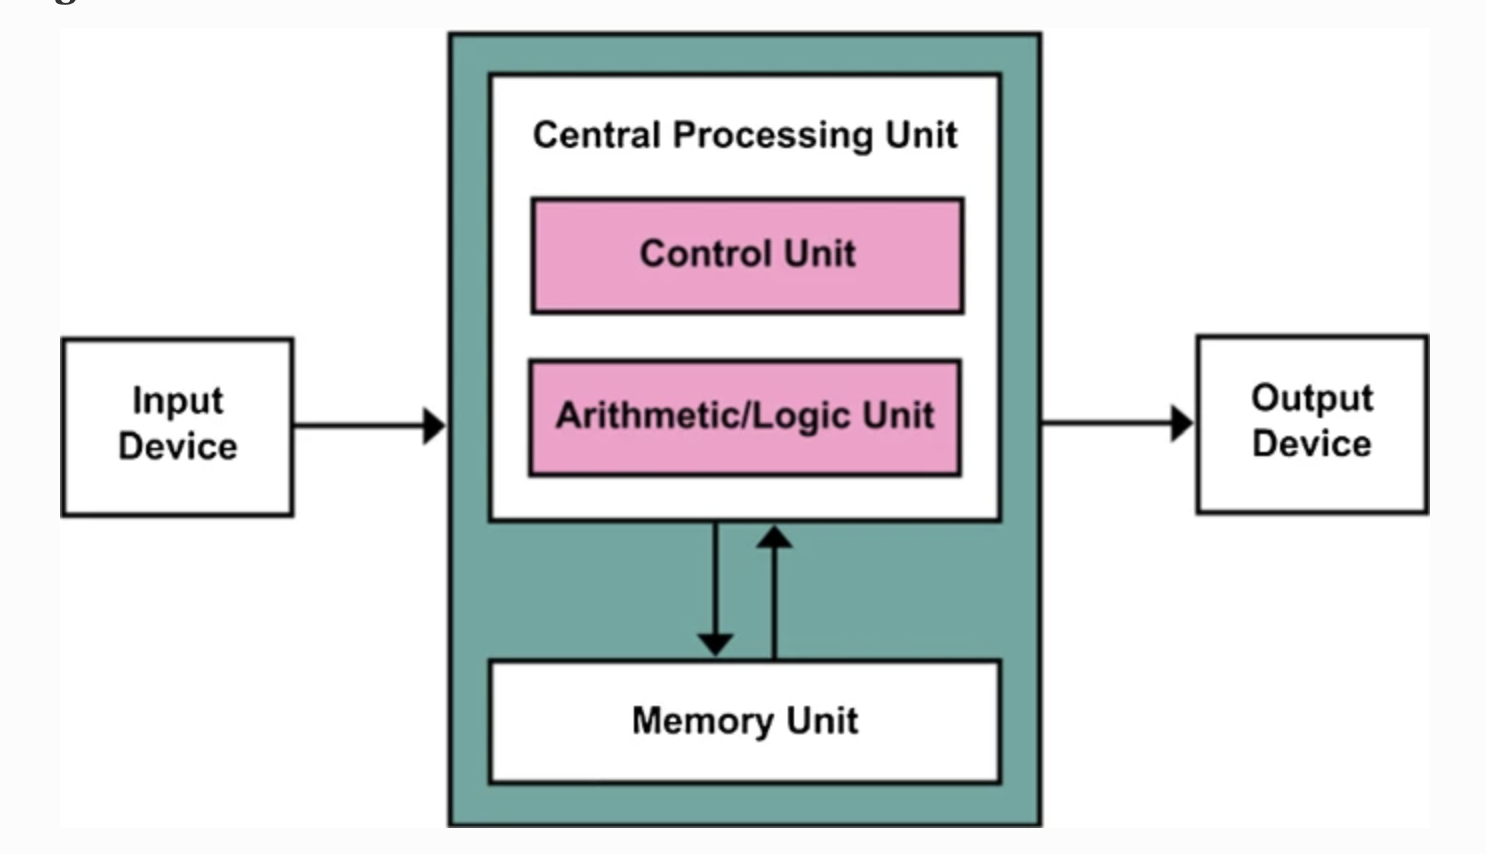 Central Processing Unit
Control Unit
Arithmetic/Logic Unit
Input
Device
Output
Device
Memory Unit